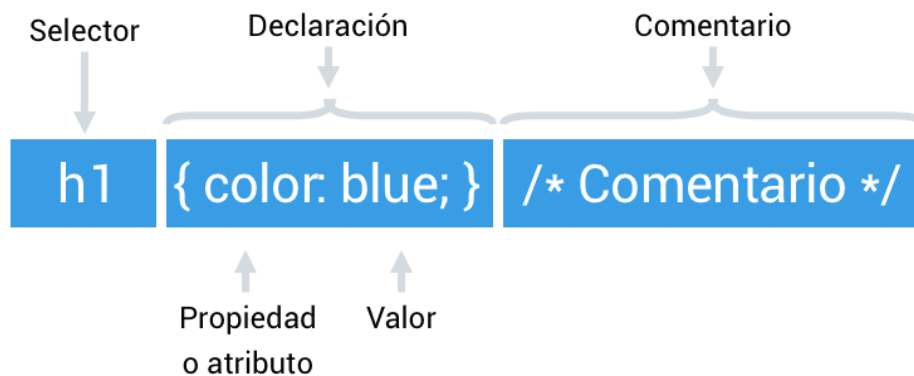 Selector
Declaración
Comentario
h1
{ color: blue; }
/* Comentario */
Propiedad
o atributo
Valor